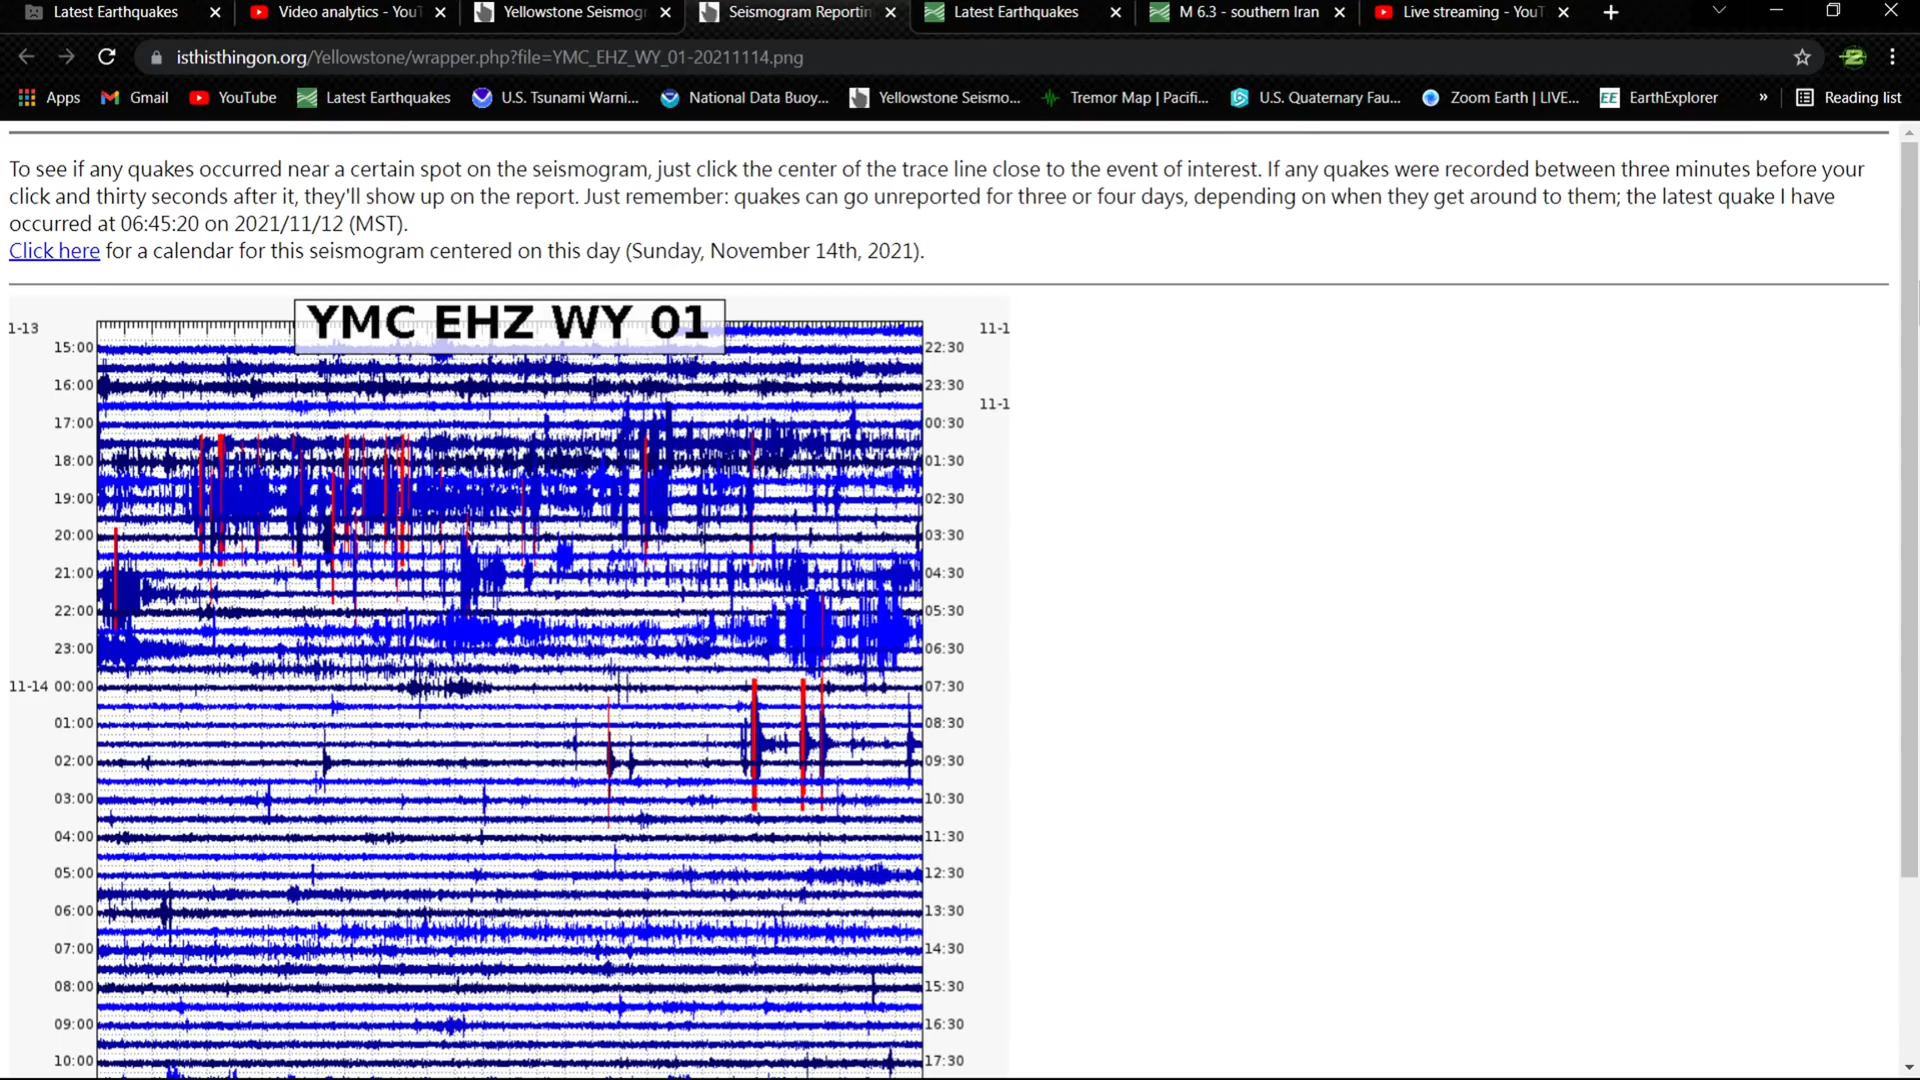 Latest Earthquakes
Video analytics - YouT
Yellowstone Seismog
Seismogram Reportin
Latest Earthquakes
M 6.3 - southern Iran
Live streaming - YouT
isthisthingon.org/Yellowstone/wrapper.php?file=YMC_EHZ_WY_01-20211114.png
Apps
Gmail
YouTube
Latest Earthquakes
U.S. Tsunami Warni...
National Data Buoy...
Yellowstone Seismo...
Tremor Map | Pacifi...
U.S. Quaternary Fau...
Zoom Earth | LIVE...
EE EarthExplorer
»
Reading list
To see if any quakes occurred near a certain spot on the seismogram, just click the center of the trace line close to the event of interest. If any quakes were recorded between three minutes before your
click and thirty seconds after it, they'll show up on the report. Just remember: quakes can go unreported for three or four days, depending on when they get around to them; the latest quake I have
occurred at 06:45:20 on 2021/11/12 (MST).
Click here for a calendar for this seismogram centered on this day (Sunday, November 14th, 2021).
YMC EHZ WY 01
1-13 11-1
15:00 22:30
16:00 23:30
11-1
17:00 00:30
18:00 01:30
19:00 02:30
20:00 03:30
21:00 04:30
22:00 05:30
23:00 06:30
11-14 00:00 07:30
01:00 08:30
02:00 09:30
03:00 10:30
04:00 11:30
05:00 12:30
06:00 13:30
07:00 14:30
08:00 15:30
09:00 16:30
10:00 17:30